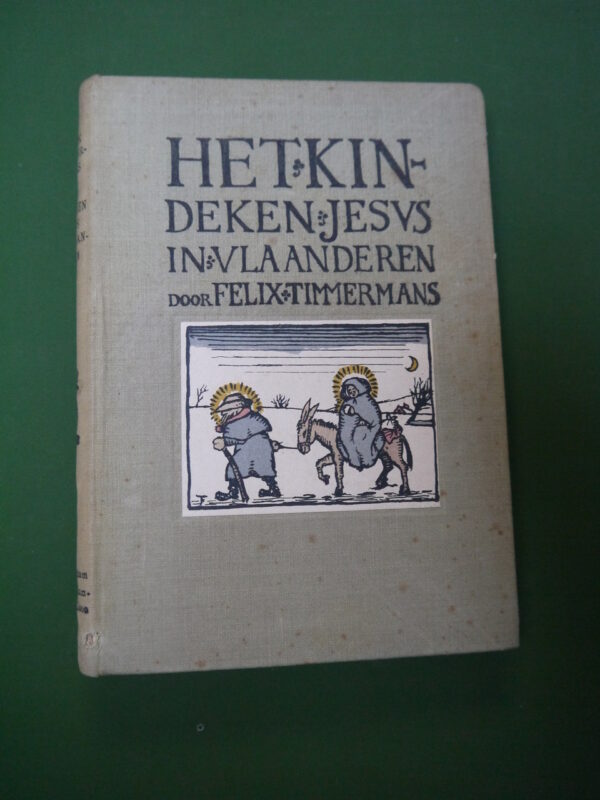 HET KIN-
DEKEN JESVS
IN VLAANDEREN
DOOR FELIX TIMMERMANS